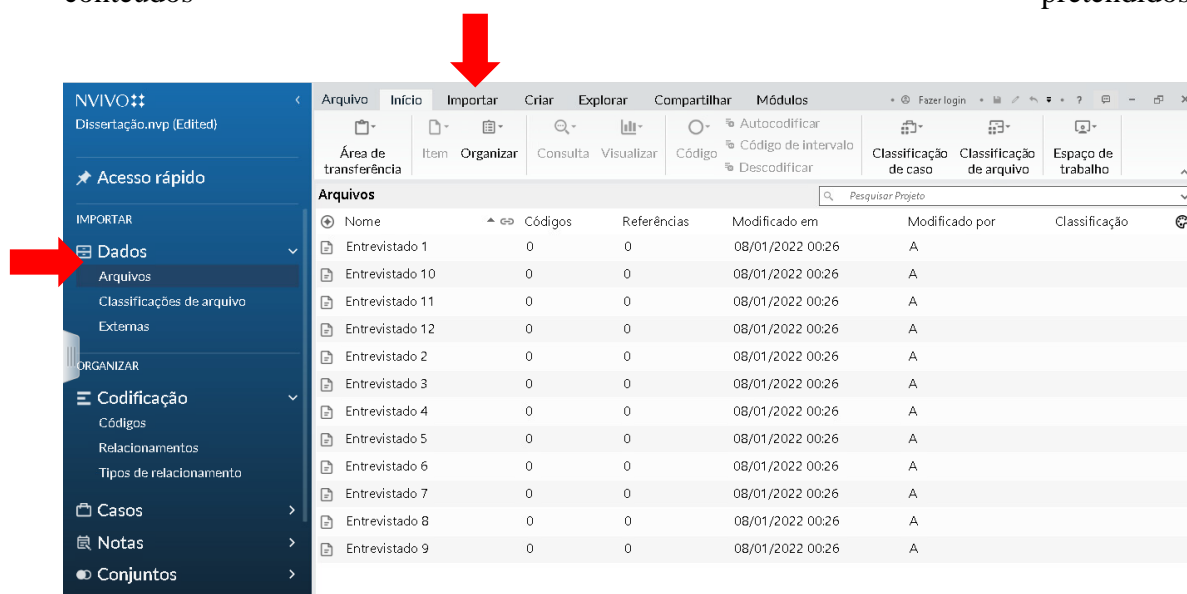 conteúdos pretendidos
NVIVO
Dissertação.nvp (Edited)
Acesso rápido
IMPORTAR
Dados
Arquivos
Classificações de arquivo
Externas
ORGANIZAR
Codificação
Códigos
Relacionamentos
Tipos de relacionamento
Casos
Notas
Conjuntos
Arquivo Início Importar Criar Explorar Compartilhar Módulos Fazer login ?
Área de transferência
Item
Organizar
Consulta
Visualizar
Código
Autocodificar
Código de intervalo
Descodificar
Classificação de caso
Classificação de arquivo
Espaço de trabalho
Arquivos Pesquisar Projeto
Nome Códigos Referências Modificado em Modificado por Classificação
Entrevistado 1 0 0 08/01/2022 00:26 A
Entrevistado 10 0 0 08/01/2022 00:26 A
Entrevistado 11 0 0 08/01/2022 00:26 A
Entrevistado 12 0 0 08/01/2022 00:26 A
Entrevistado 2 0 0 08/01/2022 00:26 A
Entrevistado 3 0 0 08/01/2022 00:26 A
Entrevistado 4 0 0 08/01/2022 00:26 A
Entrevistado 5 0 0 08/01/2022 00:26 A
Entrevistado 6 0 0 08/01/2022 00:26 A
Entrevistado 7 0 0 08/01/2022 00:26 A
Entrevistado 8 0 0 08/01/2022 00:26 A
Entrevistado 9 0 0 08/01/2022 00:26 A